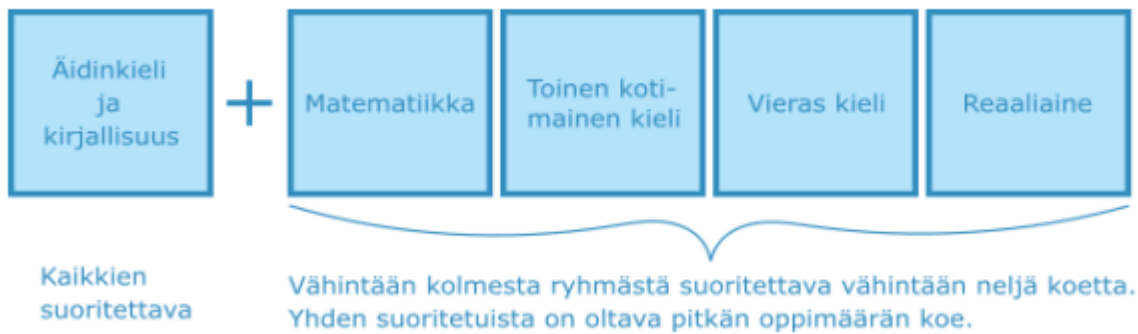 Äidinkieli
ja
kirjallisuus
+
Matematiikka
Toinen koti-
mainen kieli
Vieras kieli
Reaaliaine
Kaikkien
suoritettava
Vähintään kolmesta ryhmästä suoritettava vähintään neljä koetta.
Yhden suoritetuista on oltava pitkän oppimäärän koe.